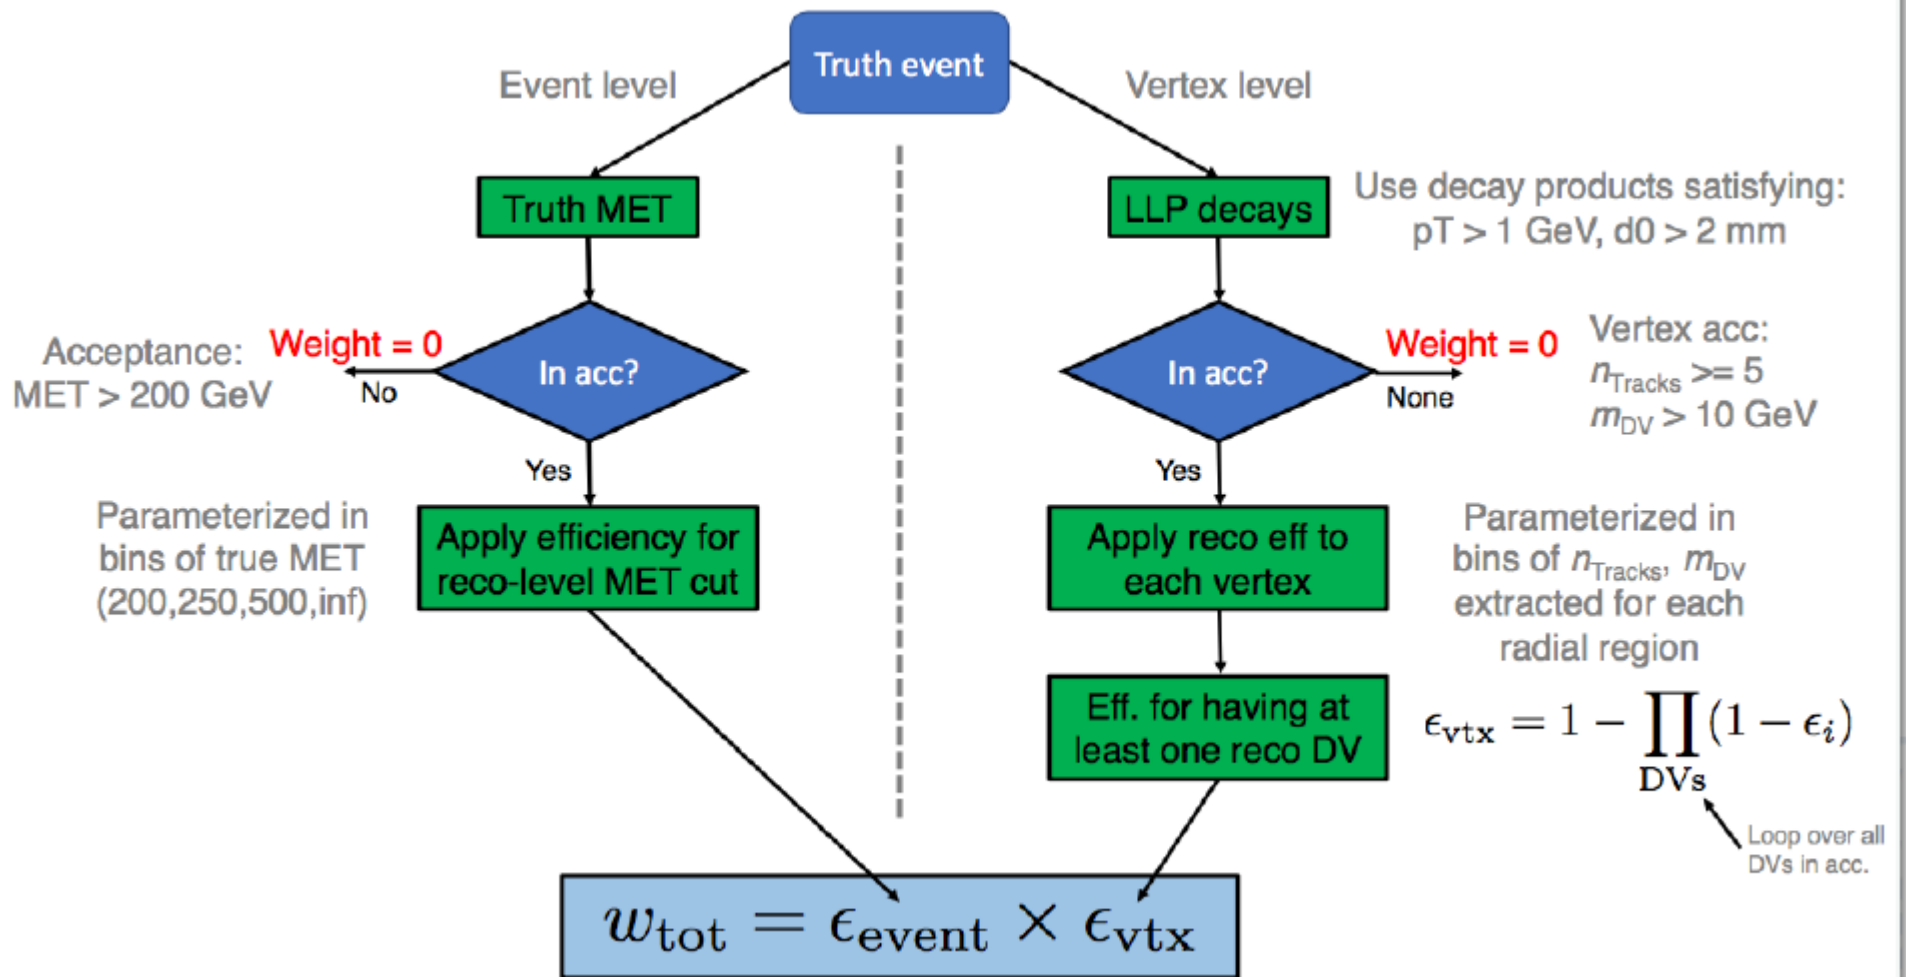 Truth event
Event level
Vertex level
Truth MET
LLP decays
Use decay products satisfying:
pT > 1 GeV, d0 > 2 mm
Acceptance:
MET > 200 GeV
Weight = 0
No
In acc?
In acc?
Weight = 0
None
Vertex acc:
nTracks >= 5
mDV > 10 GeV
Yes
Yes
Parameterized in
bins of true MET
(200,250,500,inf)
Apply efficiency for
reco-level MET cut
Apply reco eff to
each vertex
Parameterized in
bins of nTracks, mDV
extracted for each
radial region
Eff. for having at
least one reco DV
ϵvtx = 1 − ∏(1 − ϵi)
DVs
Loop over all
DVs in acc.
wtot = ϵevent × ϵvtx